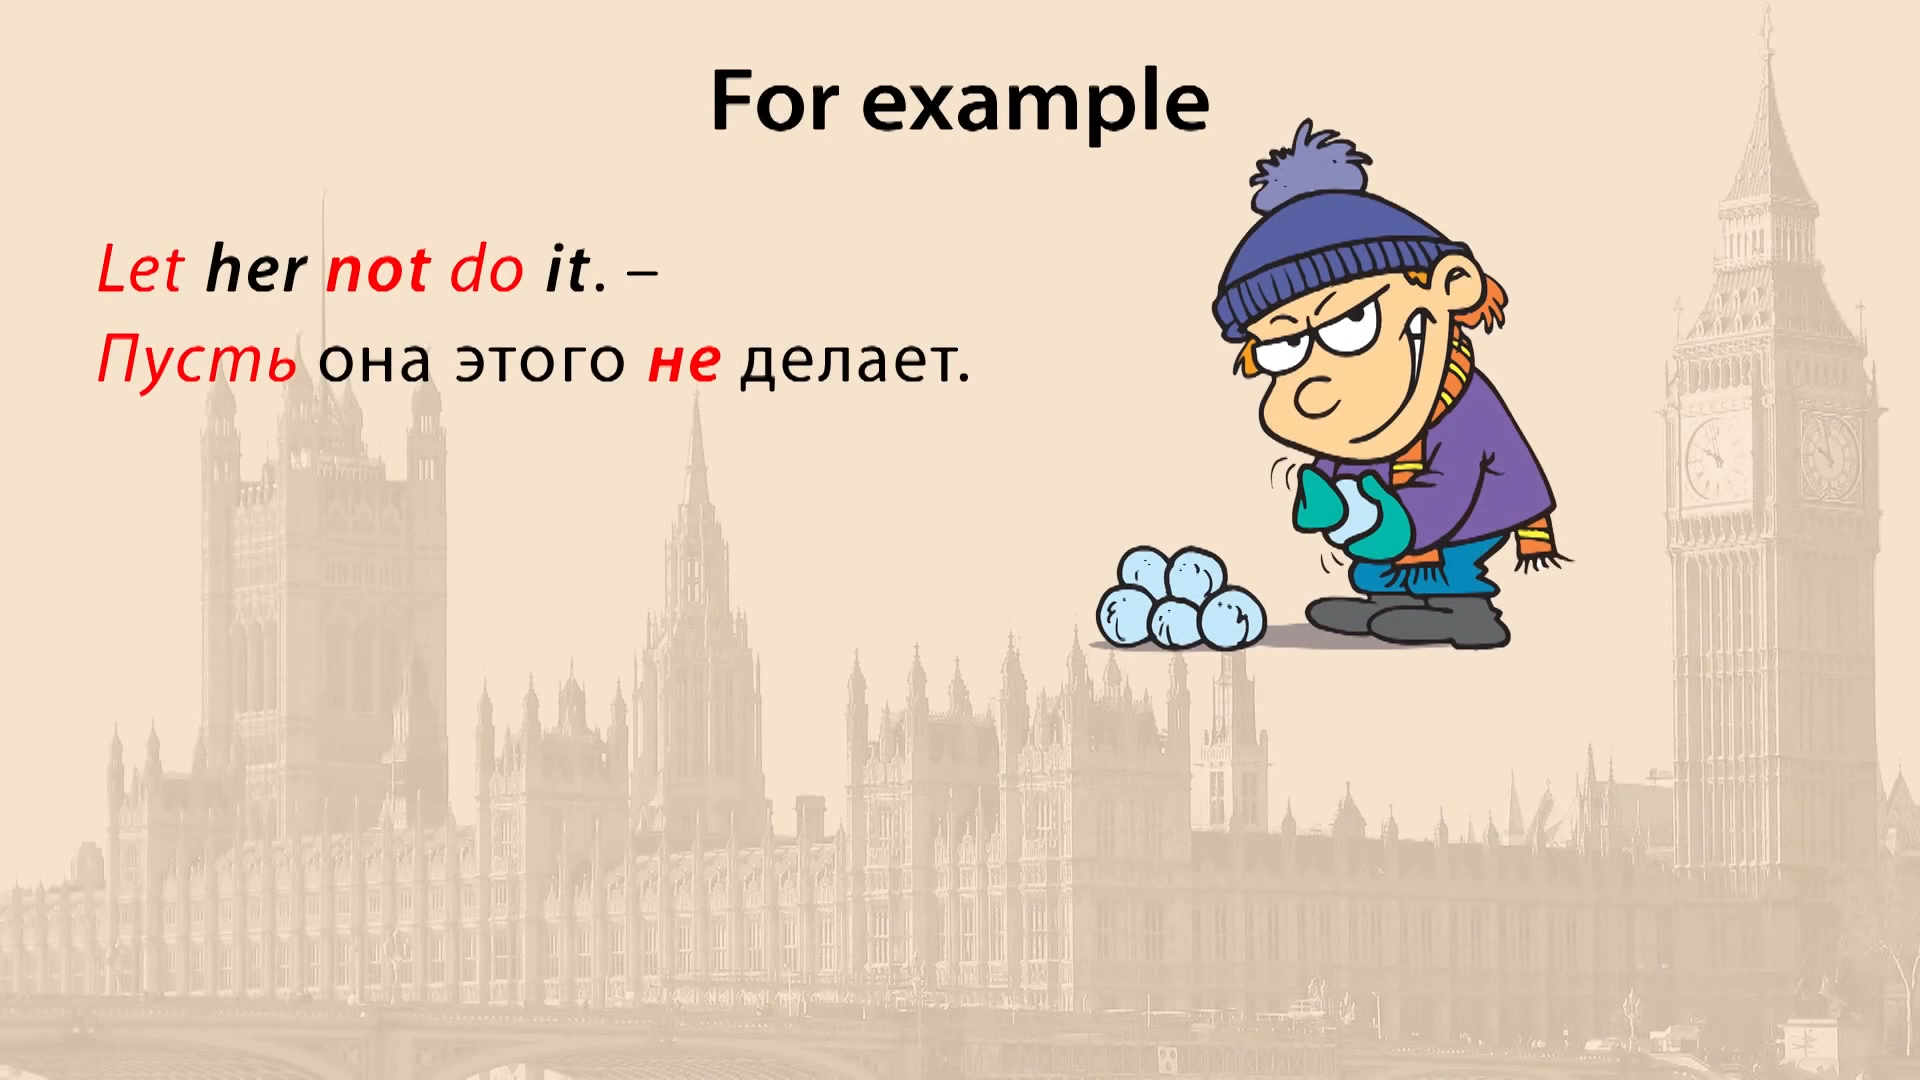 For example
Let her not do it. –
Пусть она этого не делает.